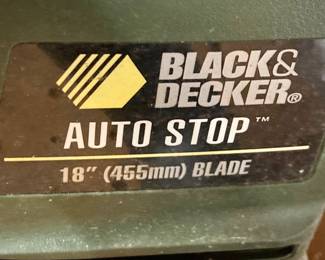 BLACK&
DECKER®
AUTO STOP™
18" (455mm) BLADE